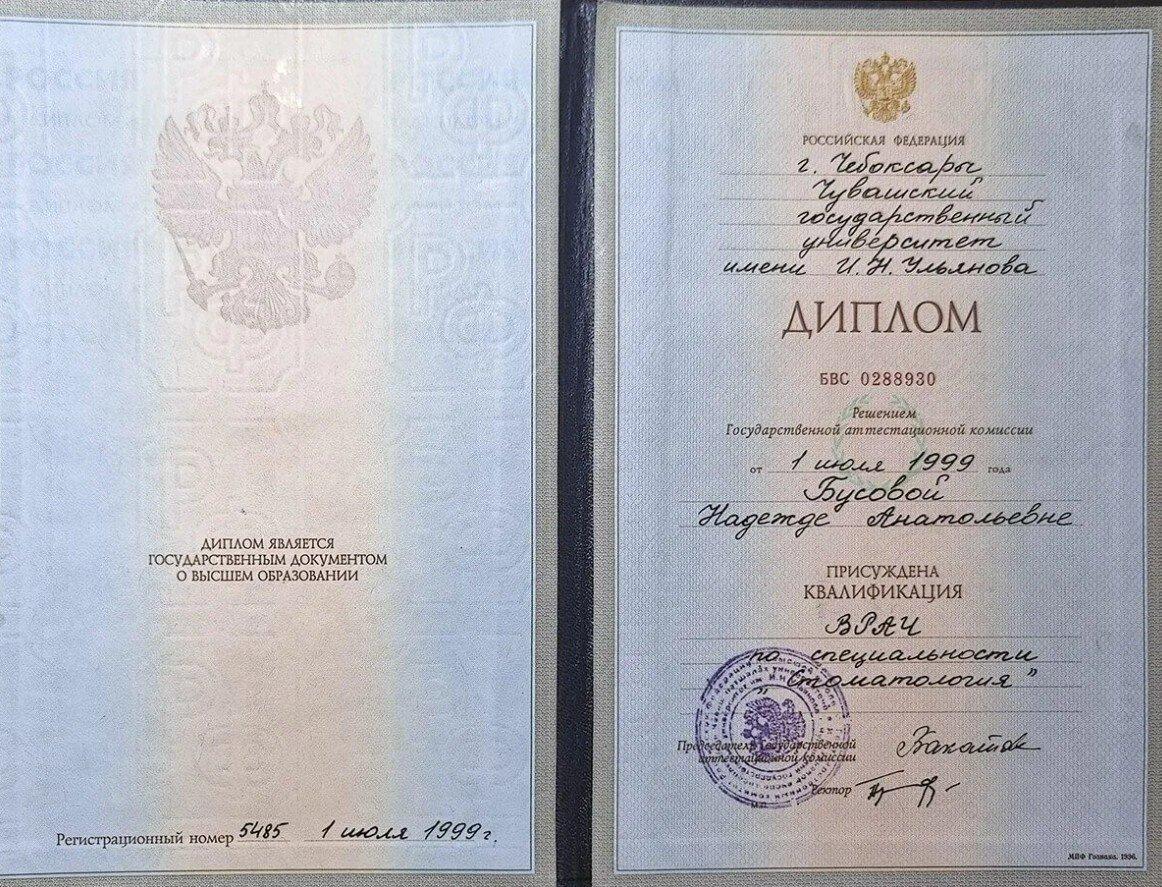 ДИПЛОМ ЯВЛЯЕТСЯ
ГОСУДАРСТВЕННЫМ ДОКУМЕНТОМ
О ВЫСШЕМ ОБРАЗОВАНИИ
Регистрационный номер 5485 1 июля 1999 г.
РОССИЙСКАЯ ФЕДЕРАЦИЯ
г. Чебоксары
Чувашский
государственный
университет
имени И.Н.Ульянова
ДИПЛОМ
БВС 0288930
Решением
Государственной аттестационной комиссии
от 1 июля 1999 года
Бусовой
Надежде Анатольевне
ПРИСУЖДЕНА
КВАЛИФИКАЦИЯ
ВРАЧ
по специальности
"Стоматология"
Председатель Государственной
аттестационной комиссии
Ректор
М.П.
МПФ Гознака. 1996.